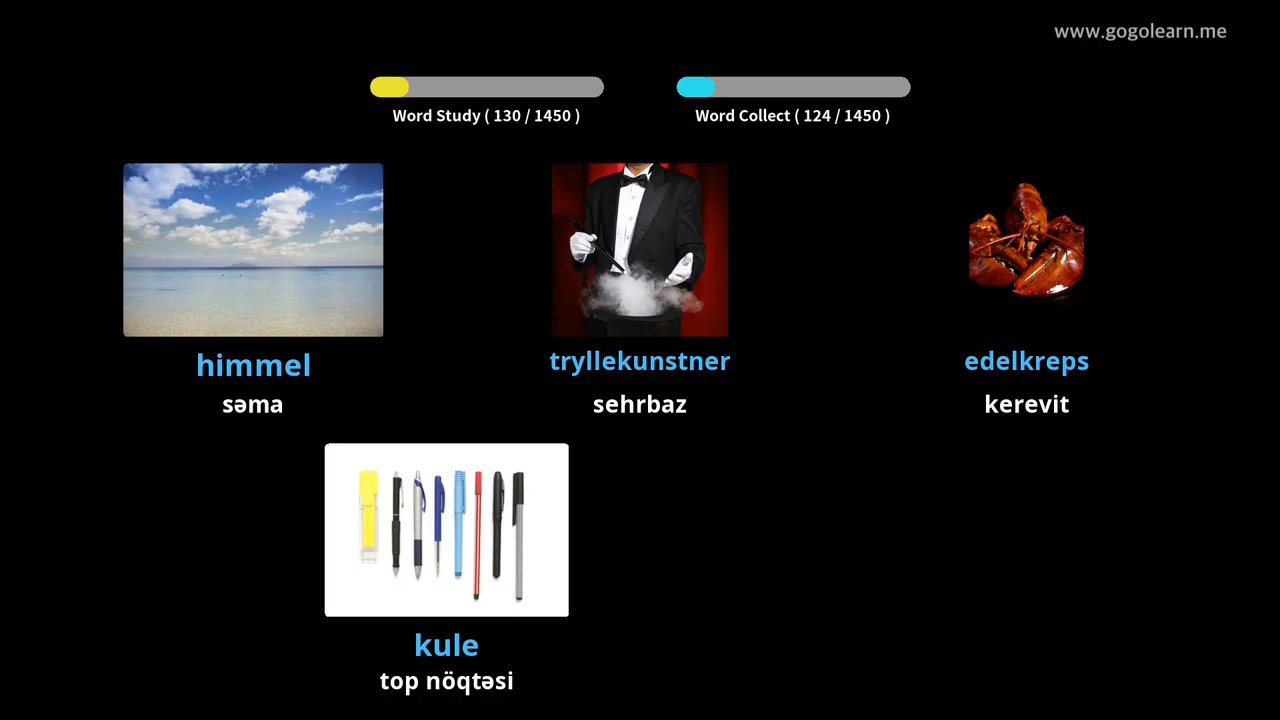 www.gogolearn.me
Word Study ( 130 / 1450 )
Word Collect ( 124 / 1450 )
himmel
səma
tryllekunstner
sehrbaz
edelkreps
kerevit
kule
top nöqtəsi